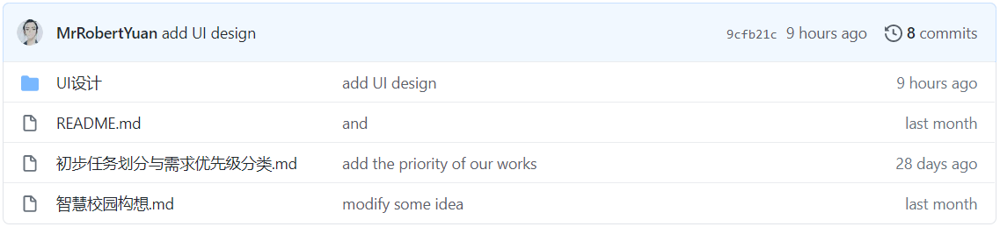 MrRobertYuan add UI design 9cfb21c 9 hours ago 8 commits
UI设计 add UI design 9 hours ago
README.md and last month
初步任务划分与需求优先级分类.md add the priority of our works 28 days ago
智慧校园构想.md modify some idea last month